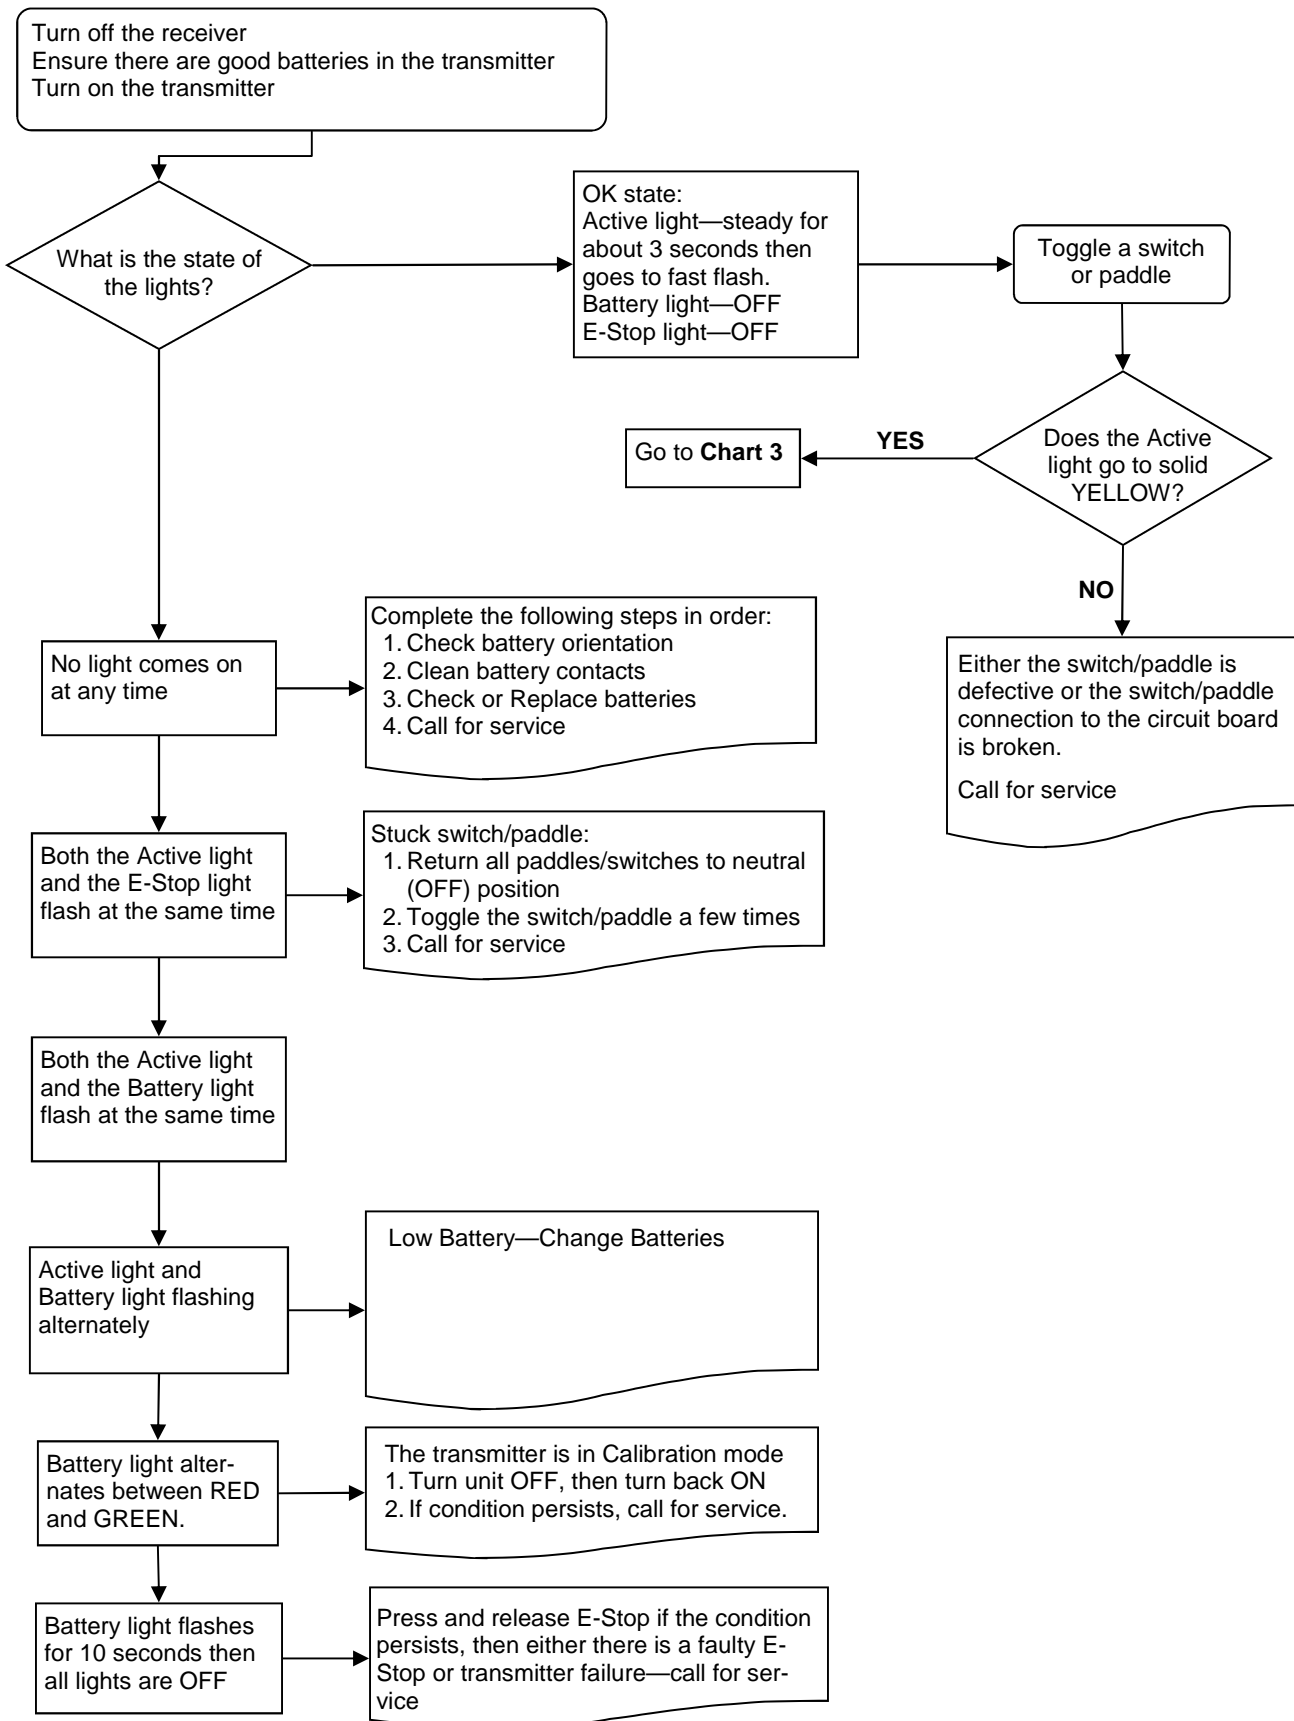 Turn off the receiver
Ensure there are good batteries in the transmitter
Turn on the transmitter
What is the state of
the lights?
OK state:
Active light—steady for
about 3 seconds then
goes to fast flash.
Battery light—OFF
E-Stop light—OFF
Toggle a switch
or paddle
Does the Active
light go to solid
YELLOW?
YES
Go to Chart 3
NO
Either the switch/paddle is
defective or the switch/paddle
connection to the circuit board
is broken.
Call for service
No light comes on
at any time
Complete the following steps in order:
1. Check battery orientation
2. Clean battery contacts
3. Check or Replace batteries
4. Call for service
Both the Active light
and the E-Stop light
flash at the same time
Stuck switch/paddle:
1. Return all paddles/switches to neutral
(OFF) position
2. Toggle the switch/paddle a few times
3. Call for service
Both the Active light
and the Battery light
flash at the same time
Active light and
Battery light flashing
alternately
Low Battery—Change Batteries
Battery light alter-
nates between RED
and GREEN.
The transmitter is in Calibration mode
1. Turn unit OFF, then turn back ON
2. If condition persists, call for service.
Battery light flashes
for 10 seconds then
all lights are OFF
Press and release E-Stop if the condition
persists, then either there is a faulty E-
Stop or transmitter failure—call for ser-
vice